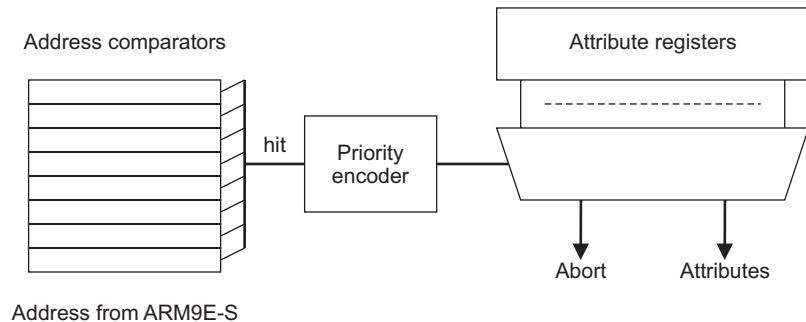 Address comparators
Attribute registers
hit
Priority
encoder
Abort
Attributes
Address from ARM9E-S